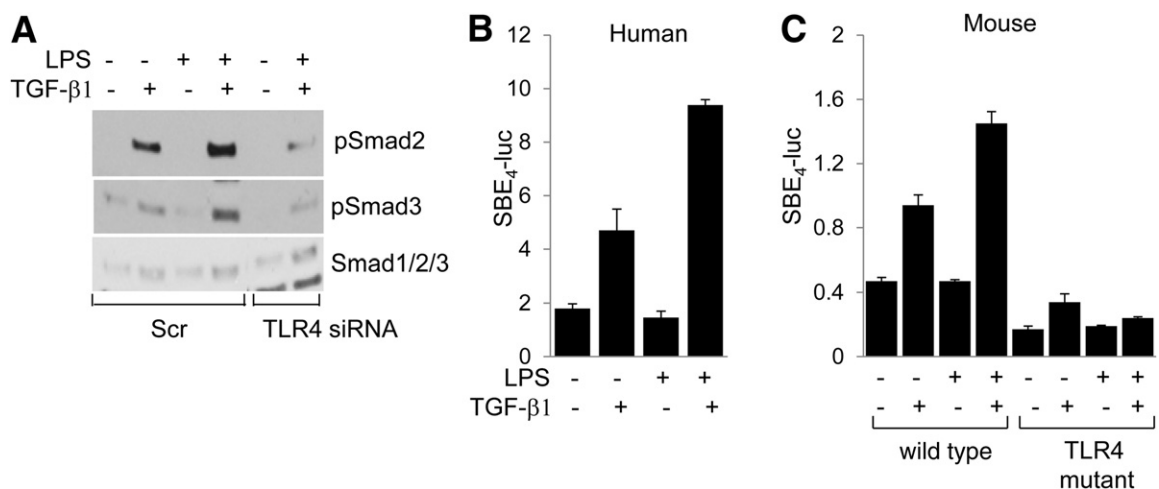 A
LPS - - + + - +
TGF-β1 - + - + - +
pSmad2
pSmad3
Smad1/2/3
Scr TLR4 siRNA
B
Human
SBE4-luc
12
10
8
6
4
2
0
LPS - - + +
TGF-β1 - + - +
C
Mouse
SBE4-luc
2
1.6
1.2
0.8
0.4
0
- - + + - - + +
- + - + - + - +
wild type TLR4
mutant